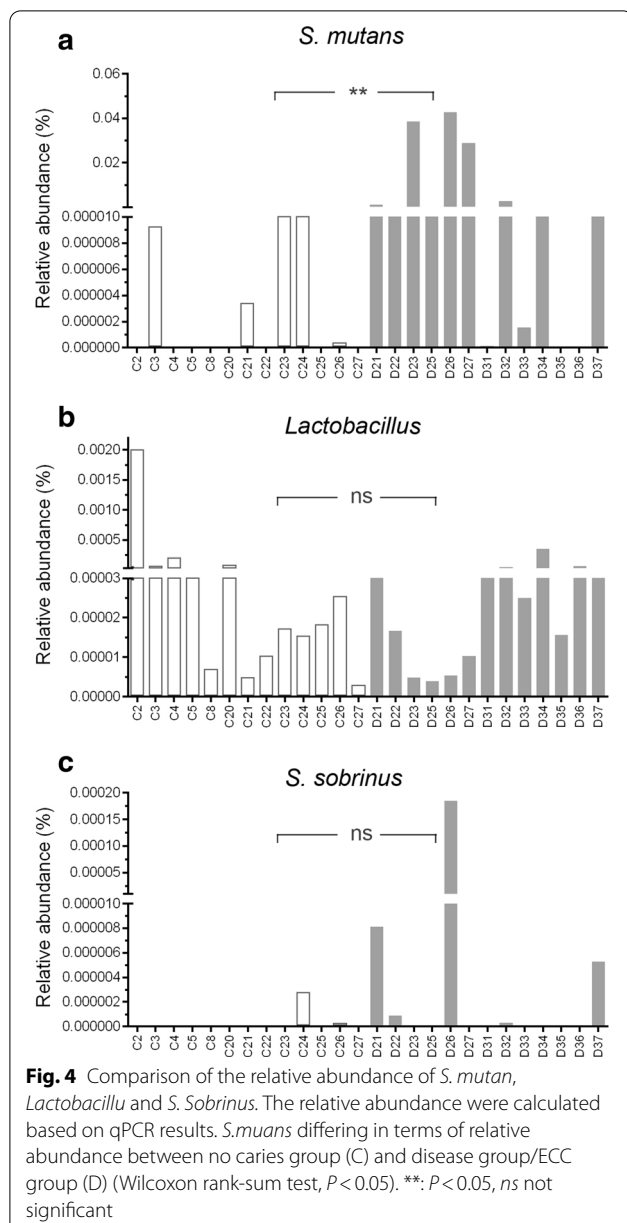 a
S. mutans
**
Relative abundance (%)
0.06
0.04
0.02
0.000010
0.000008
0.000006
0.000004
0.000002
0.000000
C2 C3 C4 C5 C8 C20 C21 C22 C23 C24 C25 C26 C27 D21 D22 D23 D25 D26 D27 D31 D32 D33 D34 D35 D36 D37
b
Lactobacillus
ns
Relative abundance (%)
0.0020
0.0015
0.0010
0.0005
0.00003
0.00002
0.00001
0.00000
C2 C3 C4 C5 C8 C20 C21 C22 C23 C24 C25 C26 C27 D21 D22 D23 D25 D26 D27 D31 D32 D33 D34 D35 D36 D37
c
S. sobrinus
ns
Relative abundance (%)
0.00020
0.00015
0.00010
0.00005
0.000010
0.000008
0.000006
0.000004
0.000002
0.000000
C2 C3 C4 C5 C8 C20 C21 C22 C23 C24 C25 C26 C27 D21 D22 D23 D25 D26 D27 D31 D32 D33 D34 D35 D36 D37
Fig. 4 Comparison of the relative abundance of S. mutan,
Lactobacillu and S. Sobrinus. The relative abundance were calculated
based on qPCR results. S.muans differing in terms of relative
abundance between no caries group (C) and disease group/ECC
group (D) (Wilcoxon rank-sum test, P < 0.05). **: P < 0.05, ns not
significant